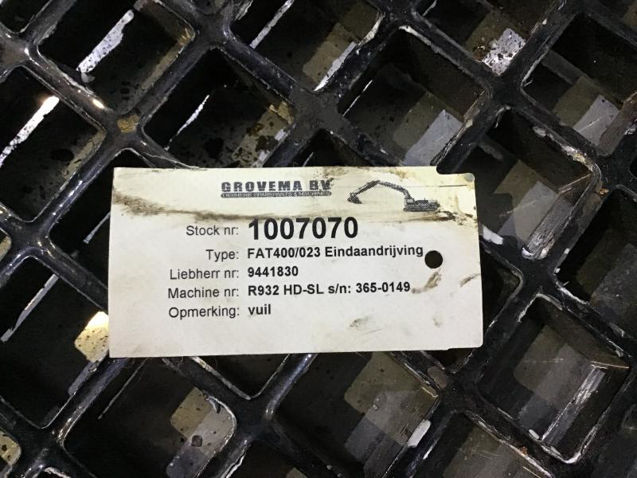 GROVEMA BV
Stock nr: 1007070
Type: FAT400/023 Eindaandrijving
Liebherr nr: 9441830
Machine nr: R932 HD-SL s/n: 365-0149
Opmerking: vuil